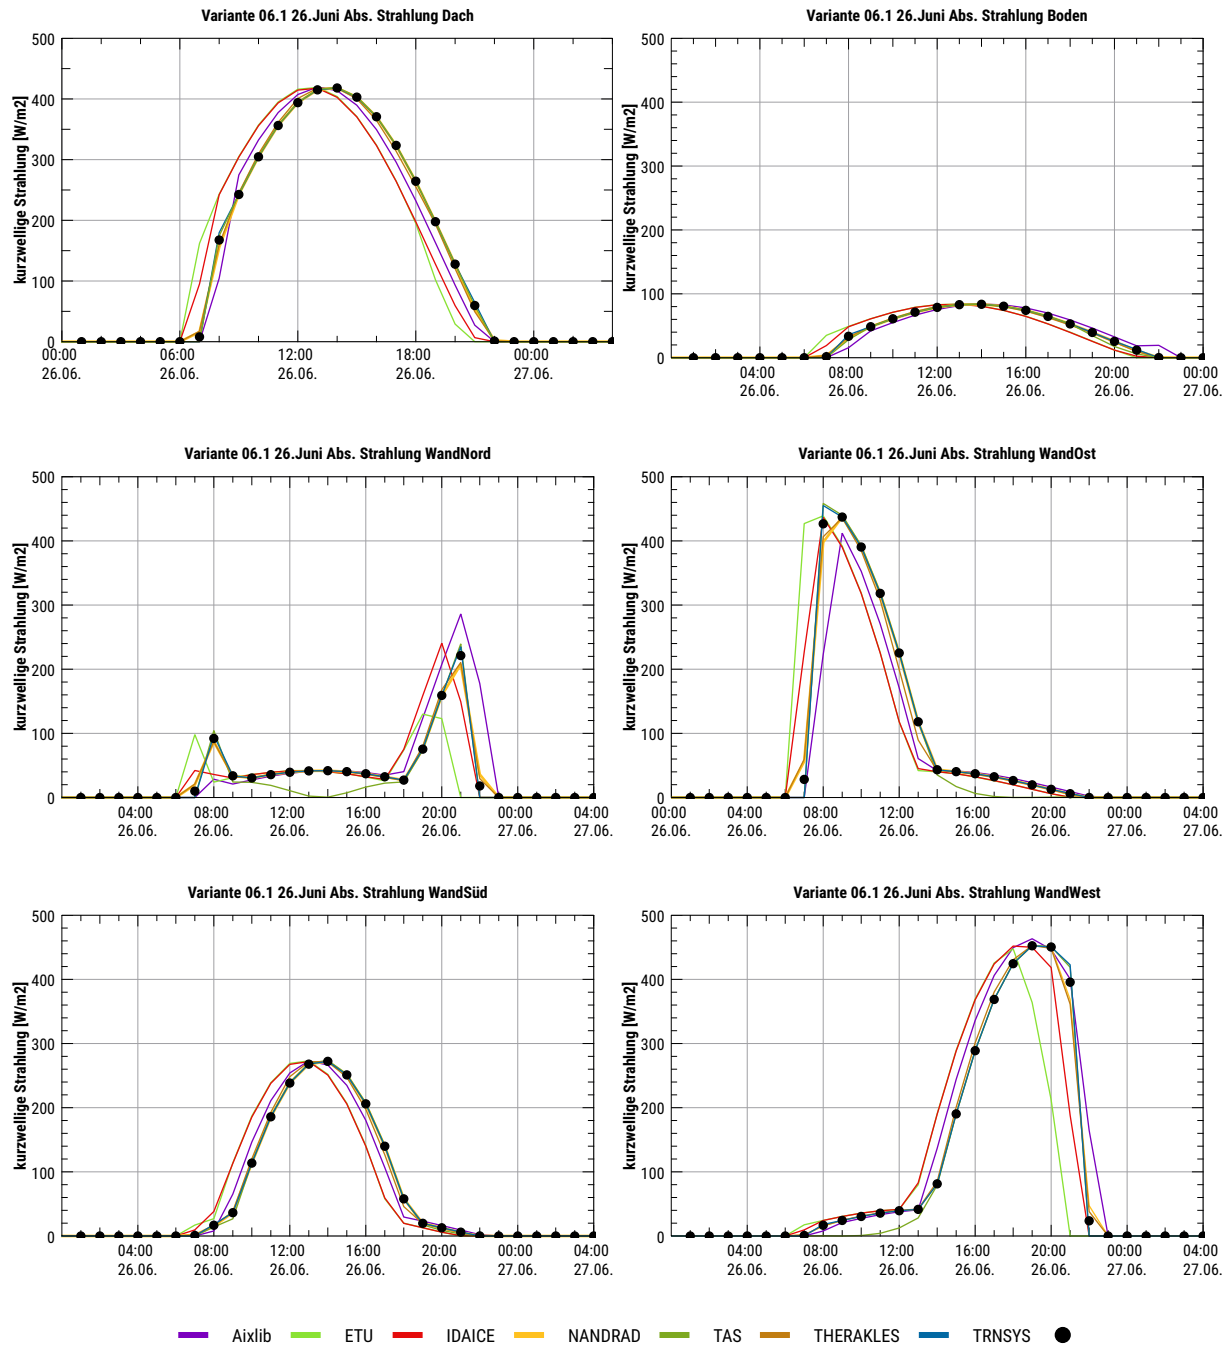 Variante 06.1 26.Juni Abs. Strahlung Dach
kurzwellige Strahlung [W/m2]
500
400
300
200
100
0
00:00 06:00 12:00 18:00 00:00
26.06. 26.06. 26.06. 26.06. 27.06.
Variante 06.1 26.Juni Abs. Strahlung Boden
kurzwellige Strahlung [W/m2]
500
400
300
200
100
0
04:00 08:00 12:00 16:00 20:00 00:00
26.06. 26.06. 26.06. 26.06. 26.06. 27.06.
Variante 06.1 26.Juni Abs. Strahlung WandNord
kurzwellige Strahlung [W/m2]
500
400
300
200
100
0
04:00 08:00 12:00 16:00 20:00 00:00 04:00
26.06. 26.06. 26.06. 26.06. 26.06. 27.06. 27.06.
Variante 06.1 26.Juni Abs. Strahlung WandOst
kurzwellige Strahlung [W/m2]
500
400
300
200
100
0
00:00 04:00 08:00 12:00 16:00 20:00 00:00 04:00
26.06. 26.06. 26.06. 26.06. 26.06. 26.06. 27.06. 27.06.
Variante 06.1 26.Juni Abs. Strahlung WandSüd
kurzwellige Strahlung [W/m2]
500
400
300
200
100
0
04:00 08:00 12:00 16:00 20:00 00:00 04:00
26.06. 26.06. 26.06. 26.06. 26.06. 27.06. 27.06.
Variante 06.1 26.Juni Abs. Strahlung WandWest
kurzwellige Strahlung [W/m2]
500
400
300
200
100
0
04:00 08:00 12:00 16:00 20:00 00:00 04:00
26.06. 26.06. 26.06. 26.06. 26.06. 27.06. 27.06.
Aixlib ETU IDAICE NANDRAD TAS THERAKLES TRNSYS